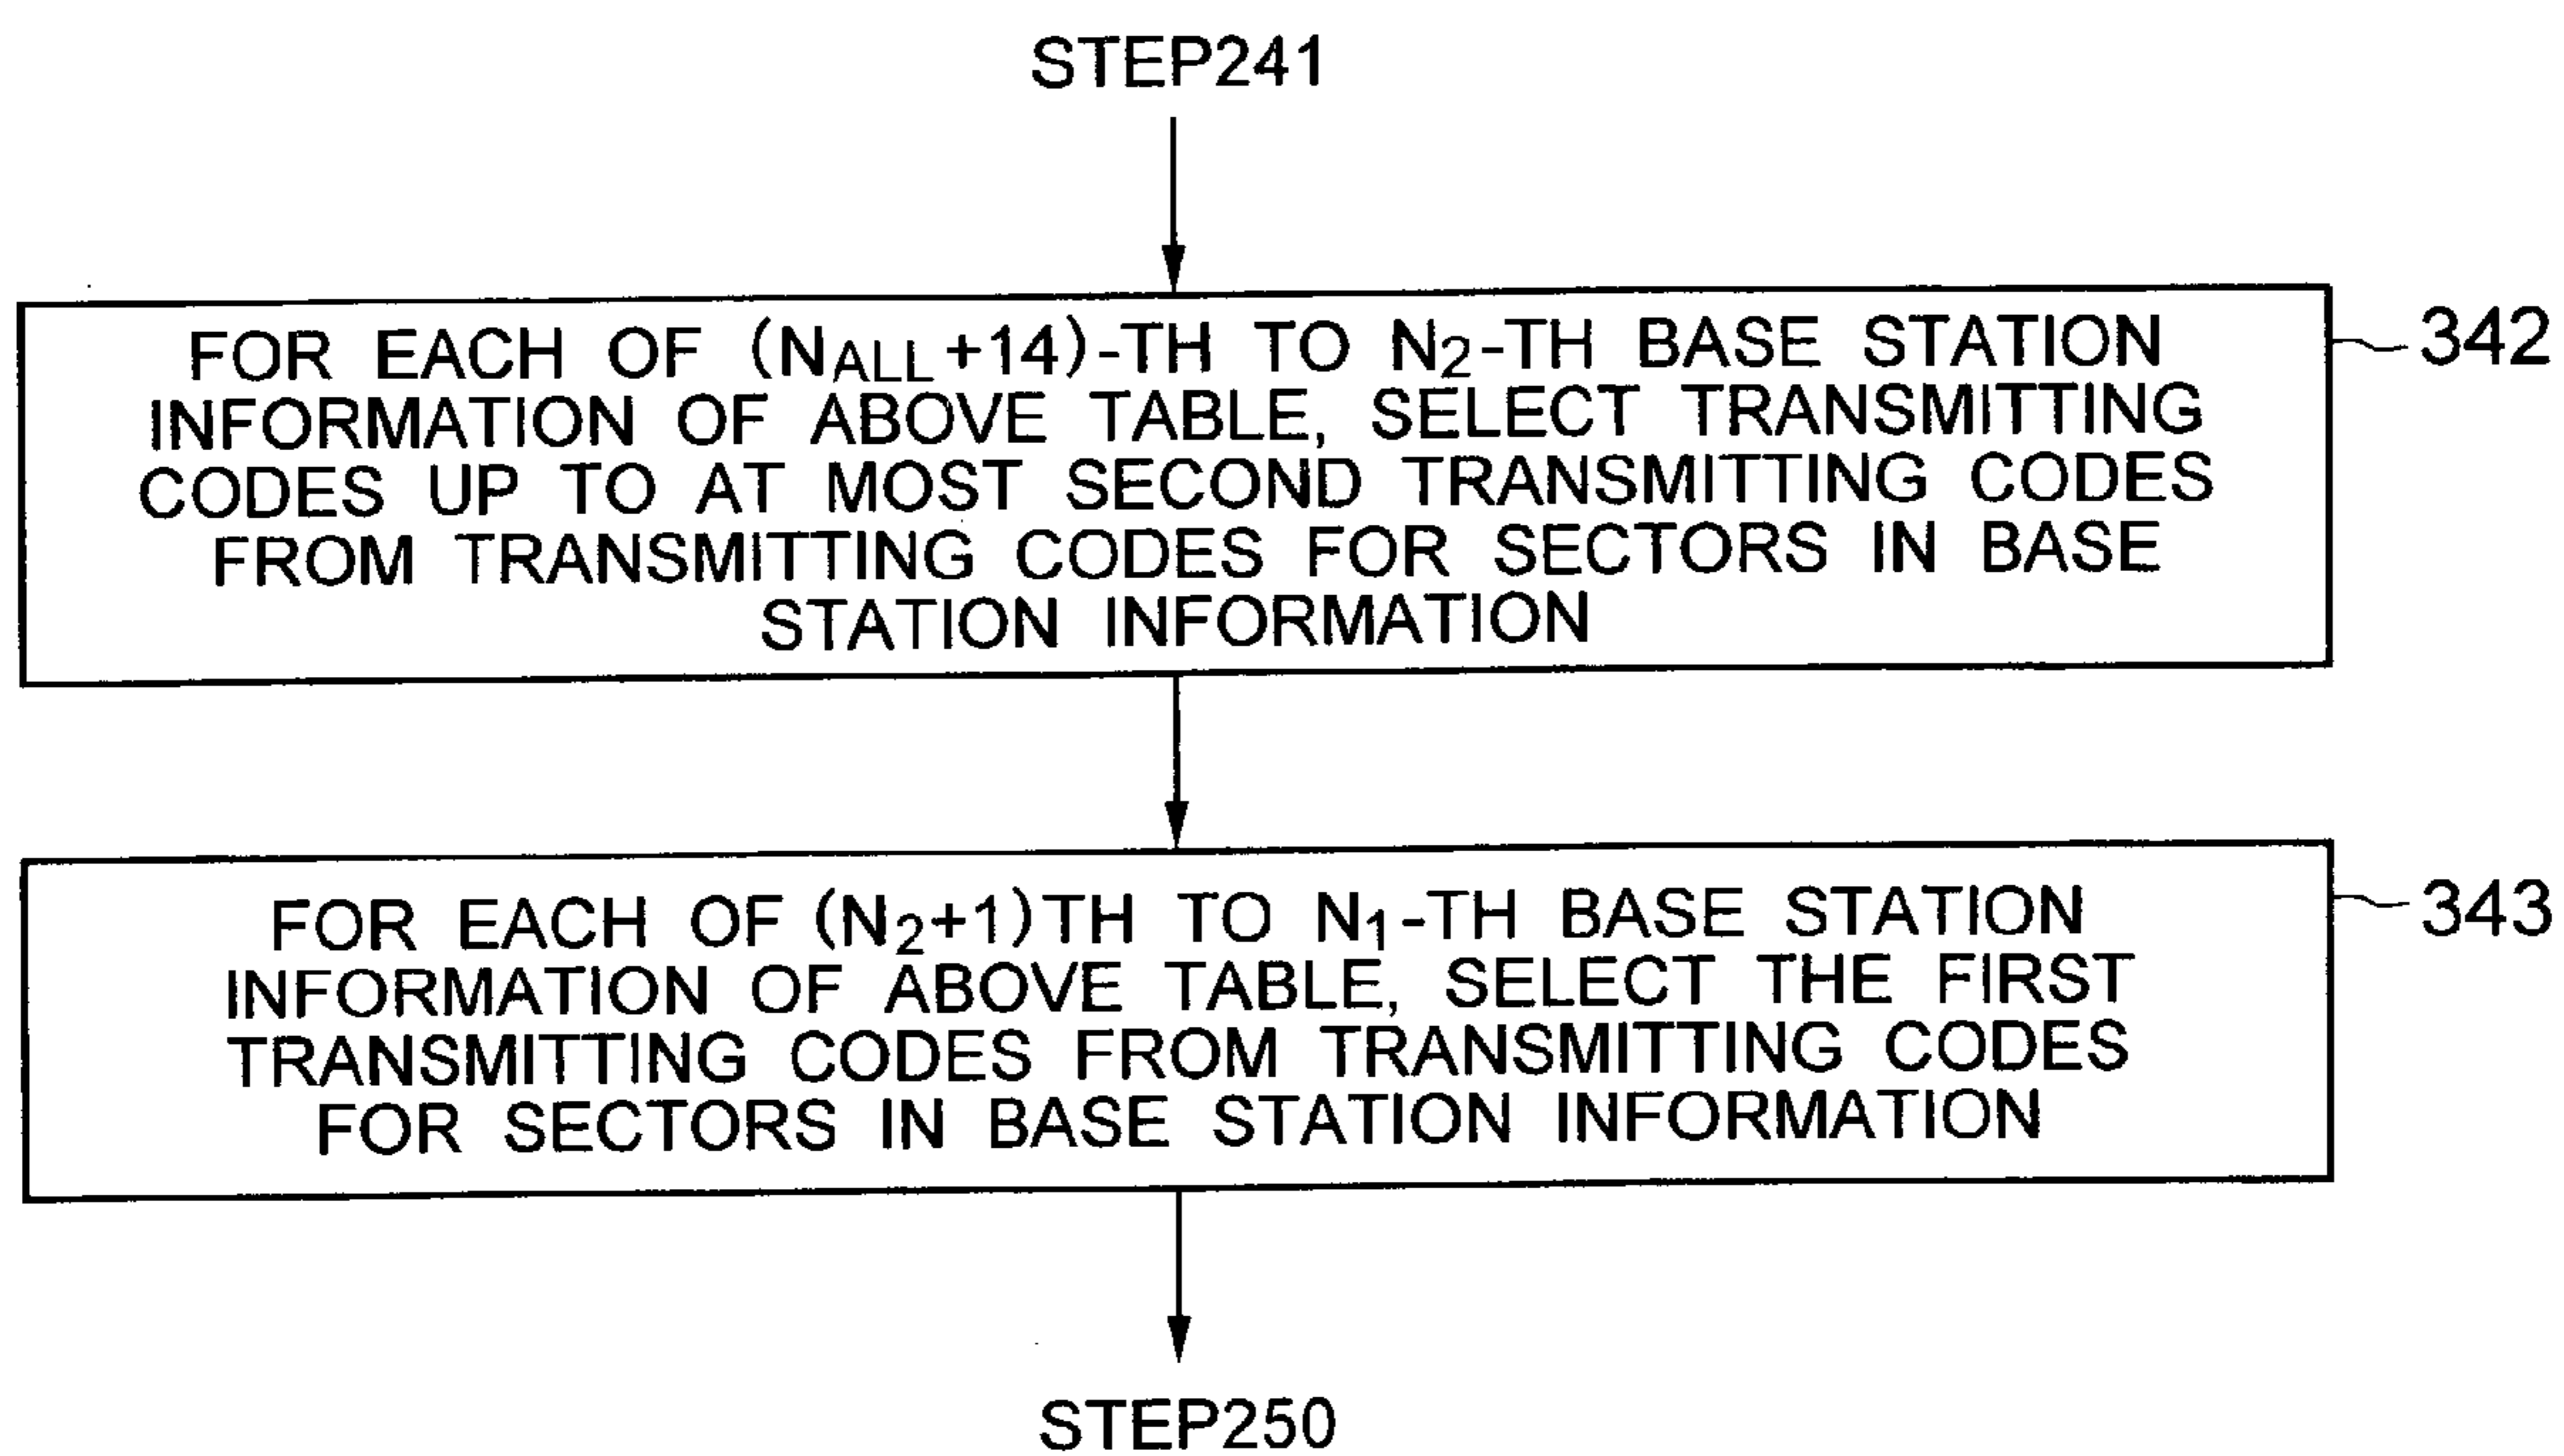 STEP241
FOR EACH OF (NALL+14)-TH TO N2-TH BASE STATION
INFORMATION OF ABOVE TABLE, SELECT TRANSMITTING
CODES UP TO AT MOST SECOND TRANSMITTING CODES
FROM TRANSMITTING CODES FOR SECTORS IN BASE
STATION INFORMATION
342
FOR EACH OF (N2+1)TH TO N1-TH BASE STATION
INFORMATION OF ABOVE TABLE, SELECT THE FIRST
TRANSMITTING CODES FROM TRANSMITTING CODES
FOR SECTORS IN BASE STATION INFORMATION
343
STEP250